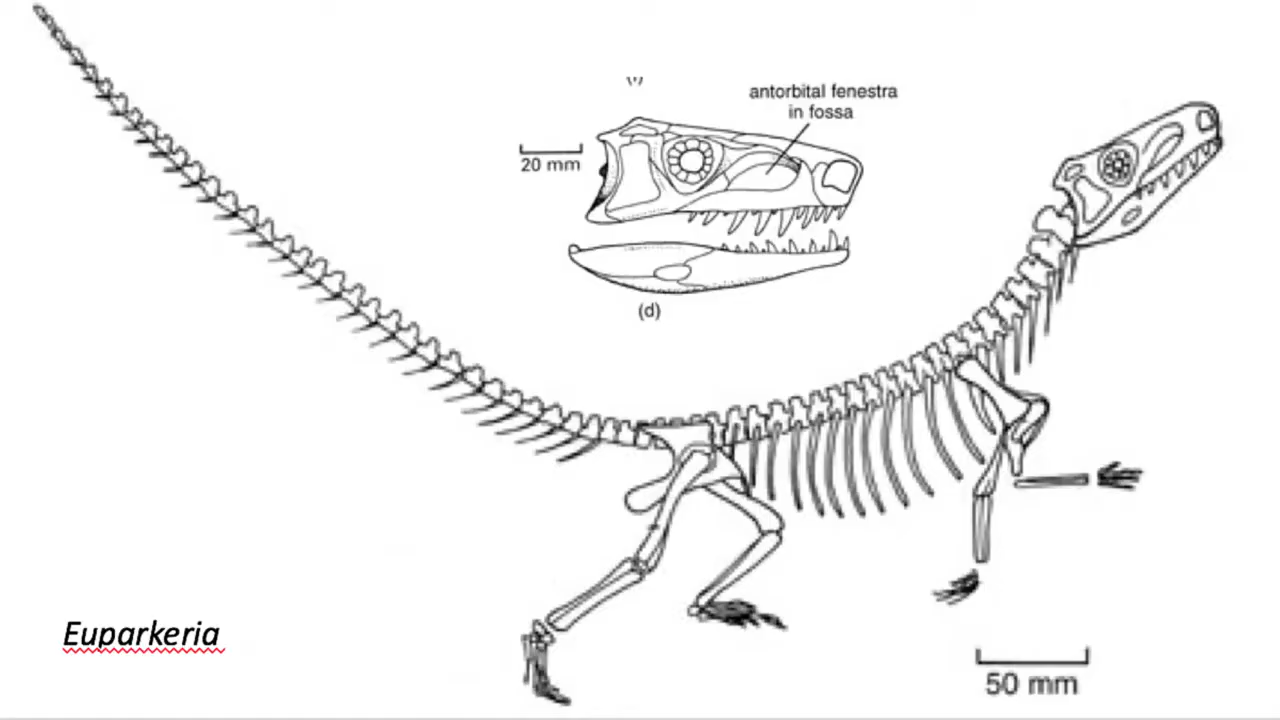 antorbital fenestra
in fossa
20 mm
(d)
Euparkeria
50 mm